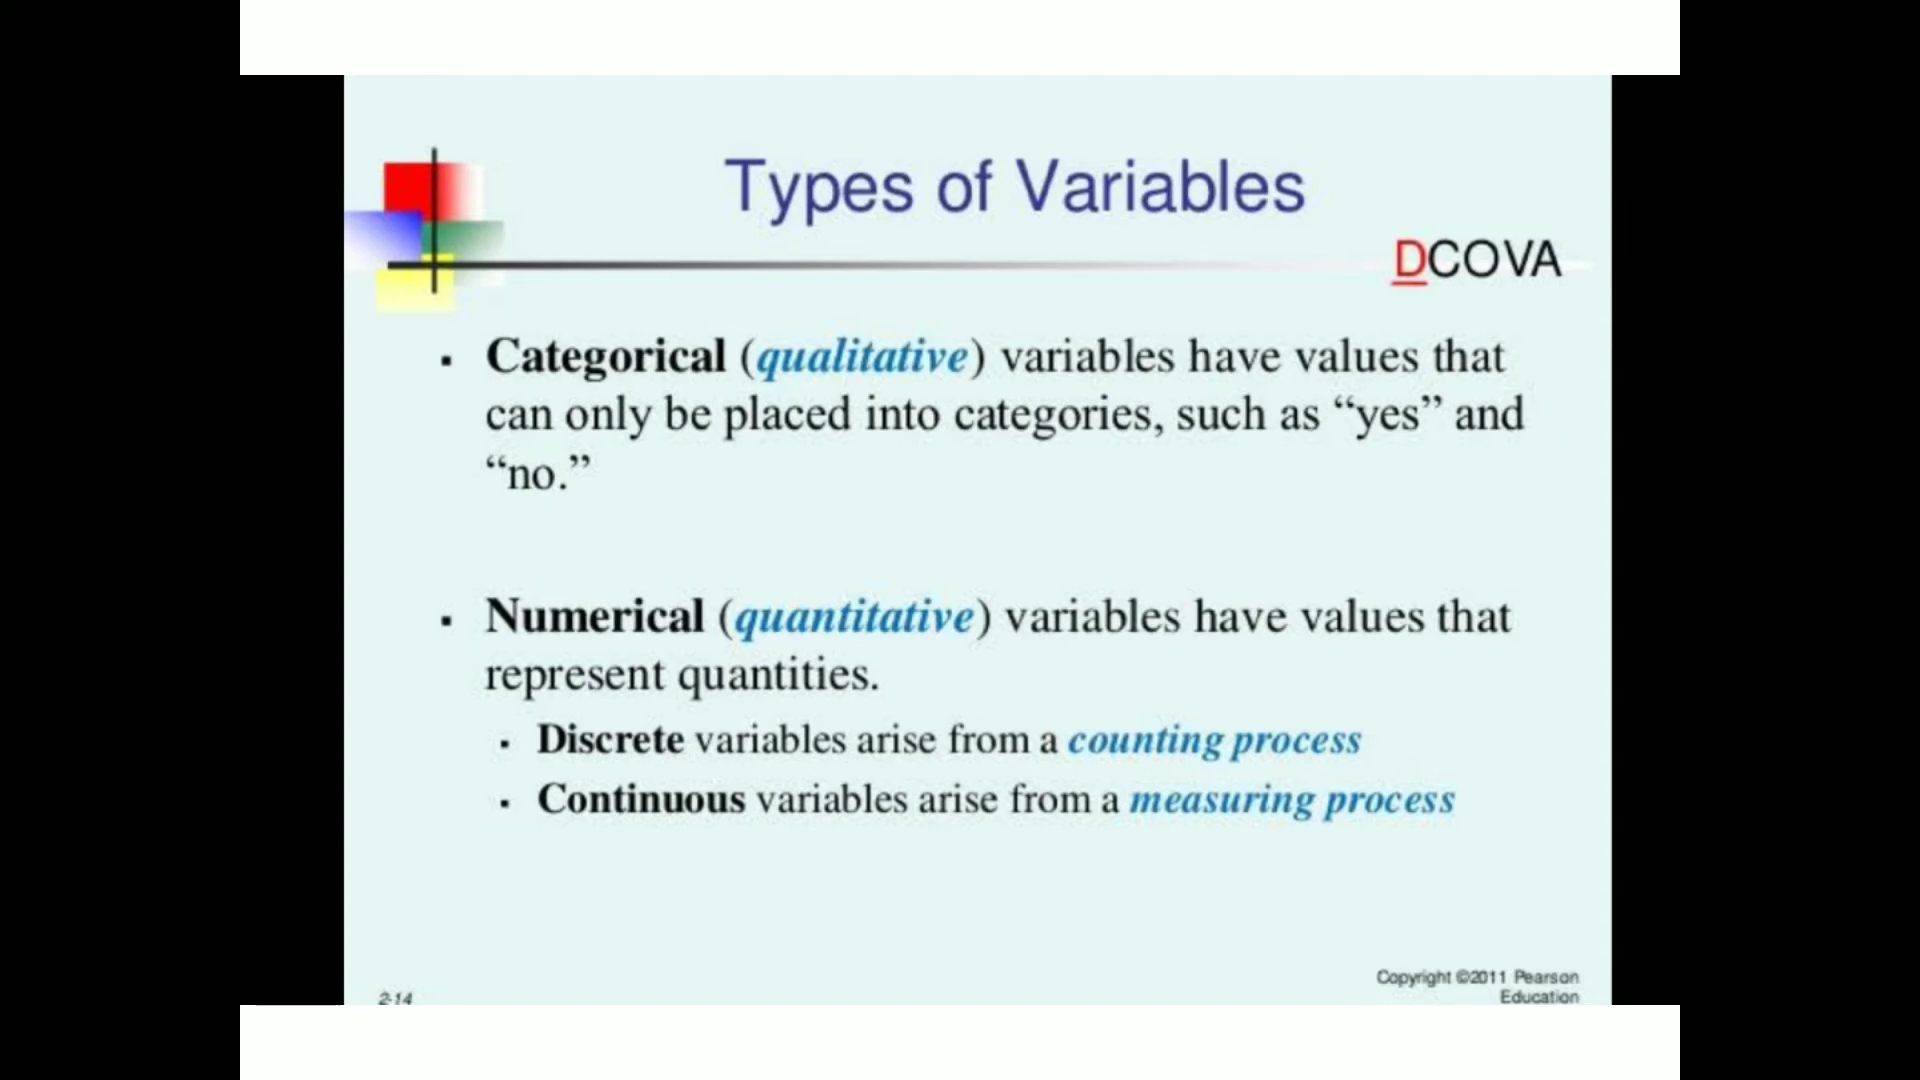 Types of Variables
DCOVA
▪ Categorical (qualitative) variables have values that
can only be placed into categories, such as “yes” and
“no.”
▪ Numerical (quantitative) variables have values that
represent quantities.
▪ Discrete variables arise from a counting process
▪ Continuous variables arise from a measuring process
Copyright ©2011 Pearson
Education
2-14